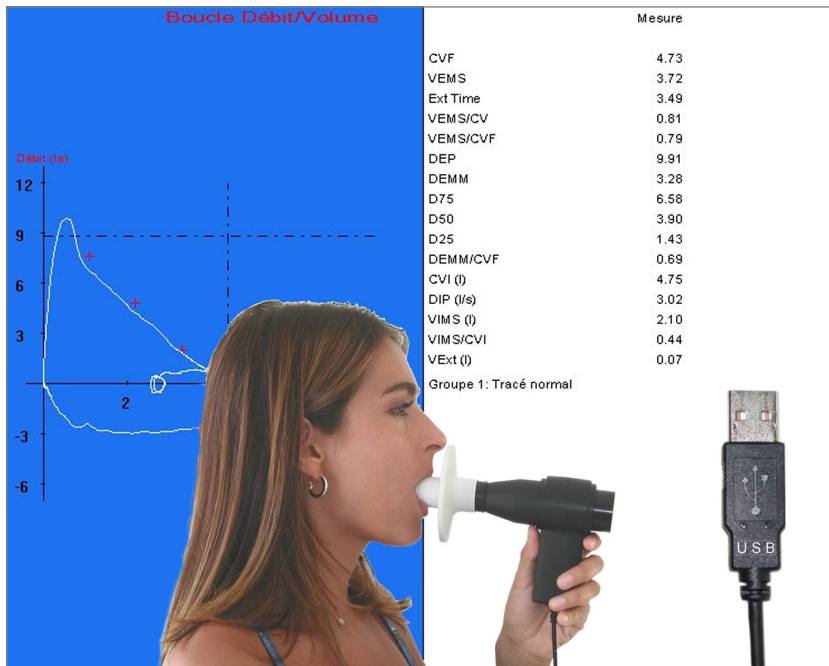 Boucle Débit/Volume
Mesure
CVF 4.73
VEMS 3.72
Ext Time 3.49
VEMS/CV 0.81
VEMS/CVF 0.79
DEP 9.91
DEMM 3.28
D75 6.58
D50 3.90
D25 1.43
DEMM/CVF 0.69
CVI (l) 4.75
DIP (l/s) 3.02
VIMS (l) 2.10
VIMS/CVI 0.44
VExt (l) 0.07
Groupe 1: Tracé normal
Débit (ls)
12
9
6
3
2
-3
-6
USB